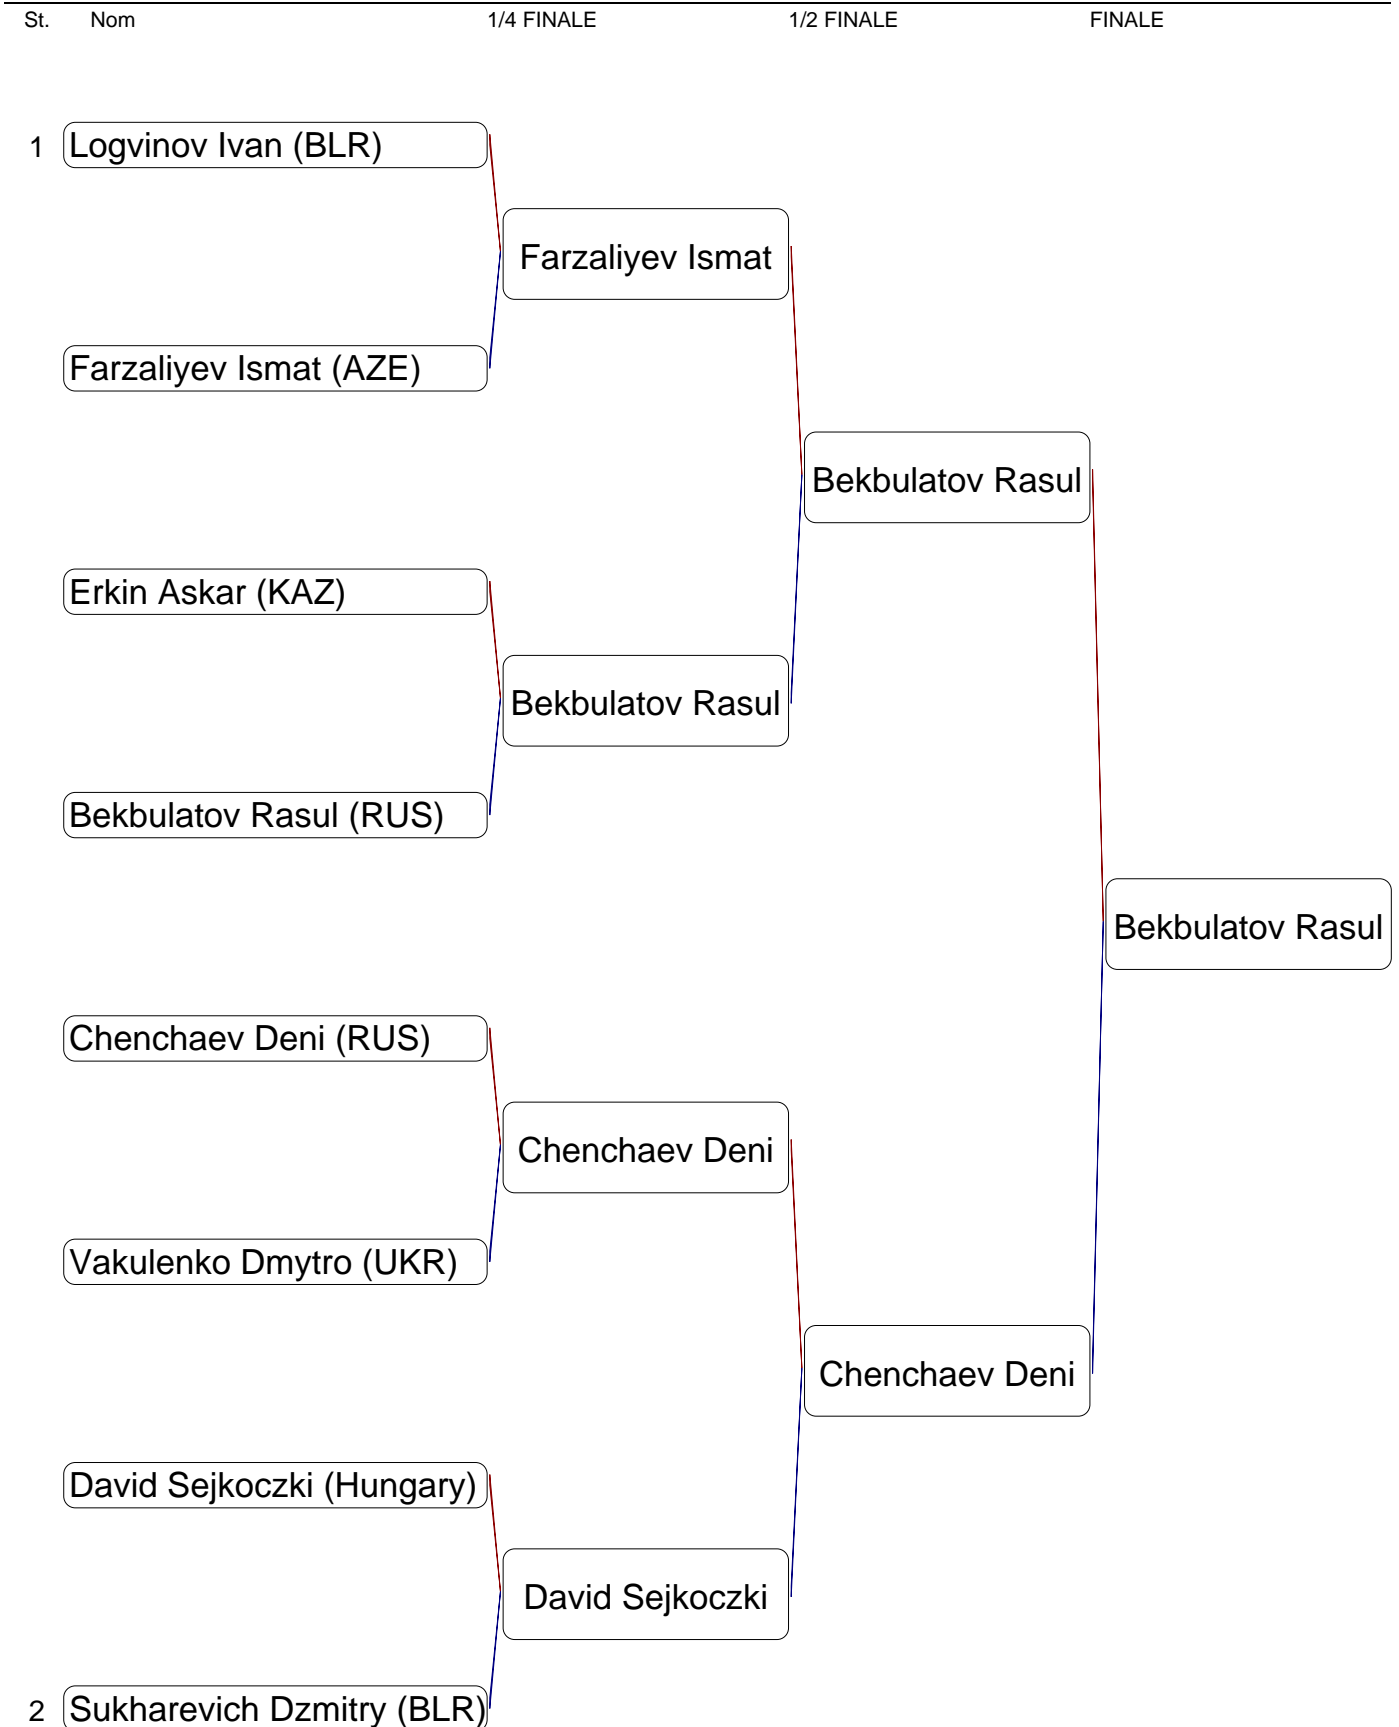 St. Nom 1/4 FINALE 1/2 FINALE FINALE
1 Logvinov Ivan (BLR)
Farzaliyev Ismat
Farzaliyev Ismat (AZE)
Bekbulatov Rasul
Erkin Askar (KAZ)
Bekbulatov Rasul
Bekbulatov Rasul (RUS)
Bekbulatov Rasul
Chenchaev Deni (RUS)
Chenchaev Deni
Vakulenko Dmytro (UKR)
Chenchaev Deni
David Sejkoczki (Hungary)
David Sejkoczki
2 Sukharevich Dzmitry (BLR)